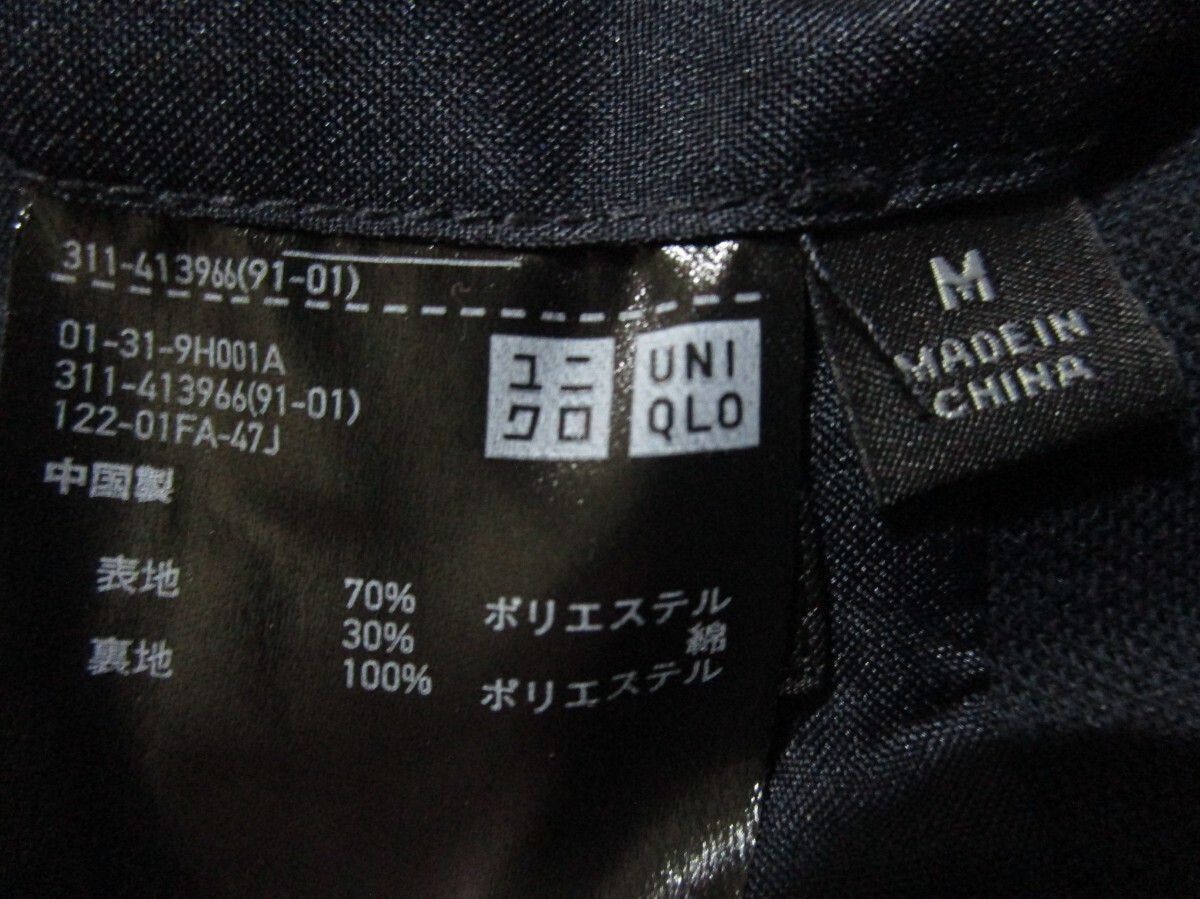 311-413966(91-01)
01-31-9H001A
311-413966(91-01)
122-01FA-47J
中国製
ユニ
クロ
UNI
QLO
M
MADE IN
CHINA
表地 70% ポリエステル
30% 綿
裏地 100% ポリエステル